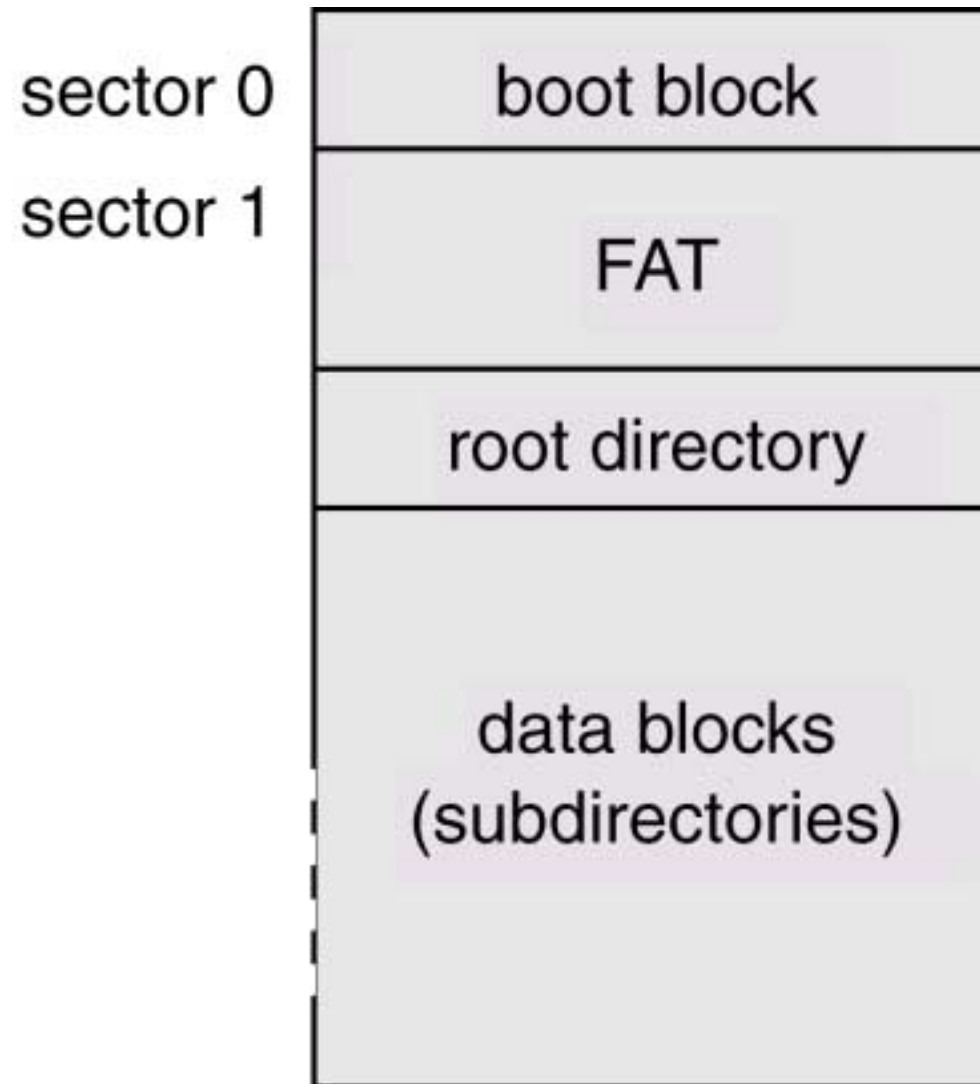 sector 0
boot block
sector 1
FAT
root directory
data blocks
(subdirectories)